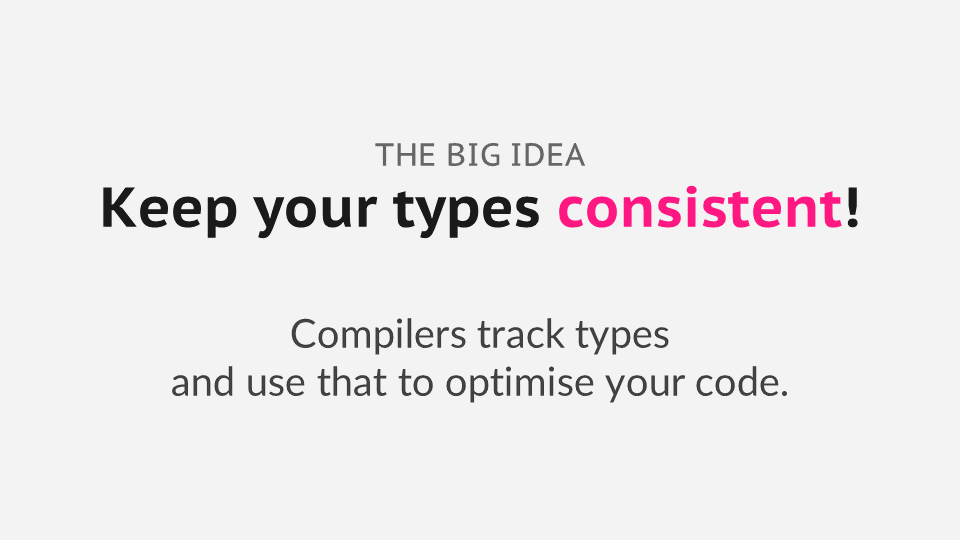 THE BIG IDEA
Keep your types consistent!
Compilers track types
and use that to optimise your code.